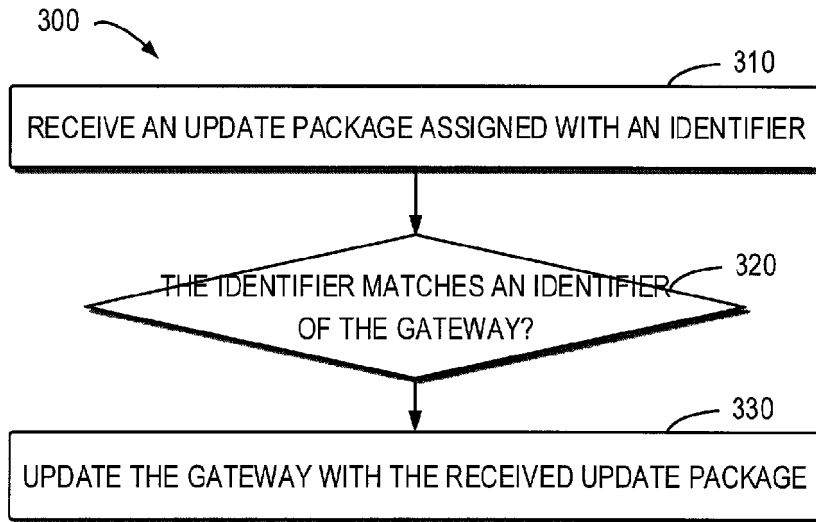 300
310
RECEIVE AN UPDATE PACKAGE ASSIGNED WITH AN IDENTIFIER
320
THE IDENTIFIER MATCHES AN IDENTIFIER
OF THE GATEWAY?
330
UPDATE THE GATEWAY WITH THE RECEIVED UPDATE PACKAGE